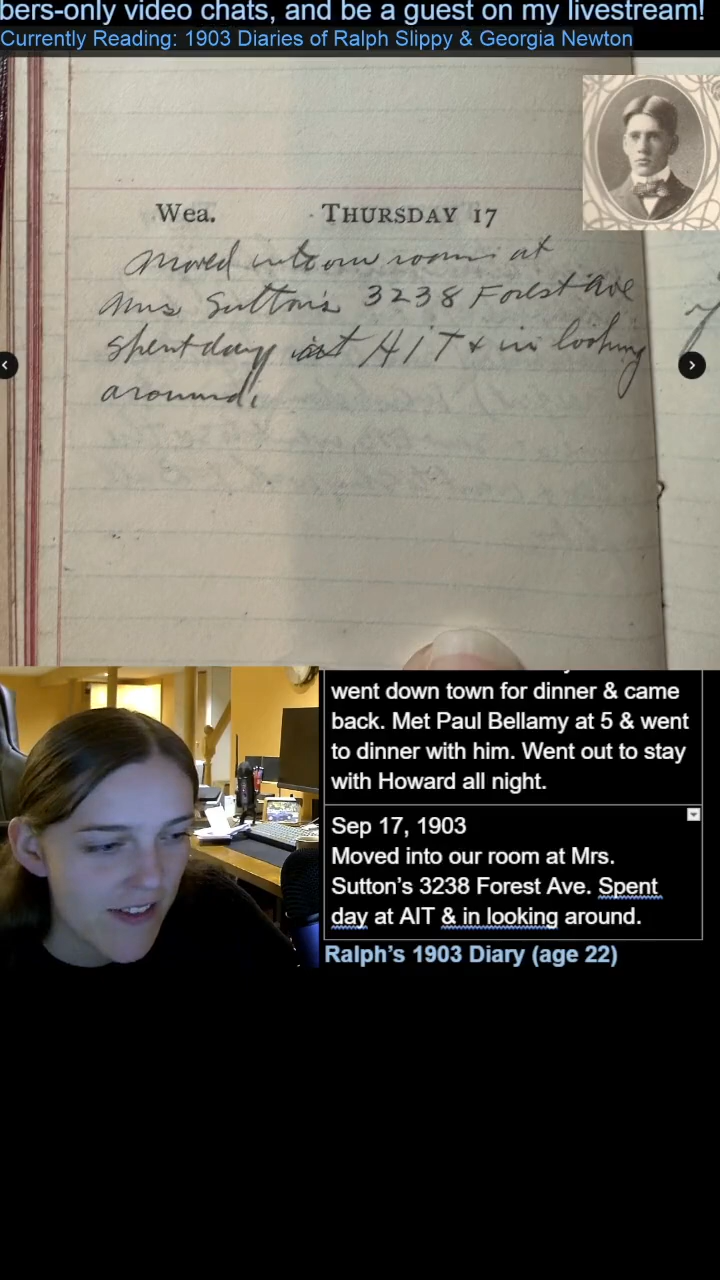 bers-only video chats, and be a guest on my livestream!
Currently Reading: 1903 Diaries of Ralph Slippy & Georgia Newton
Wea. THURSDAY 17
Moved into our room at
Mrs Sutton's 3238 Forest Ave
Spent day at AIT & in looking
around.
went down town for dinner & came
back. Met Paul Bellamy at 5 & went
to dinner with him. Went out to stay
with Howard all night.
Sep 17, 1903
Moved into our room at Mrs.
Sutton's 3238 Forest Ave. Spent
day at AIT & in looking around.
Ralph's 1903 Diary (age 22)